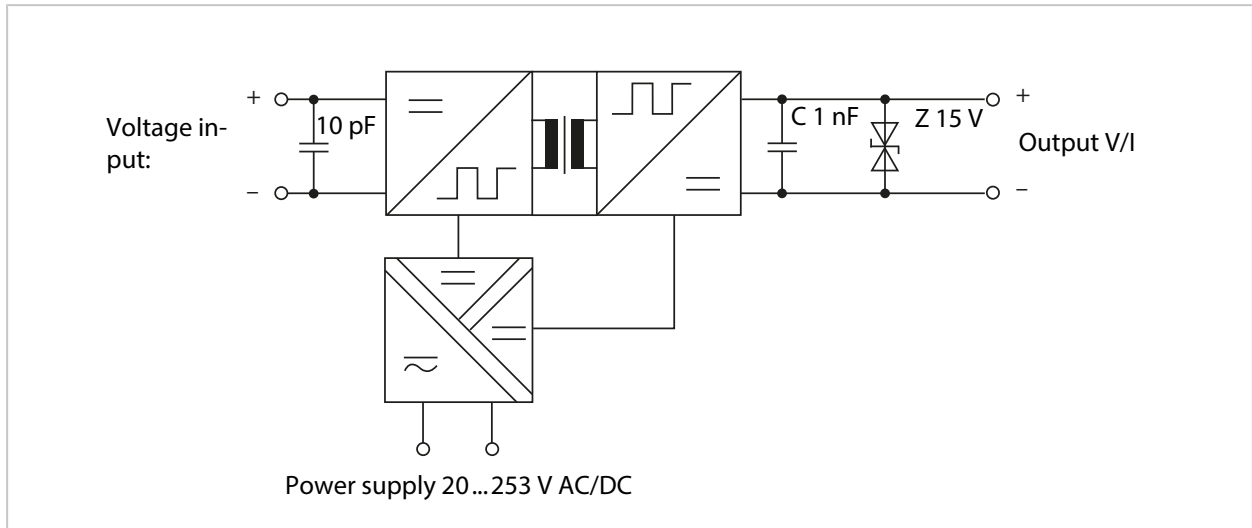 +
10 pF
Voltage in-
put:
−
C 1 nF
Z 15 V
+
Output V/I
−
Power supply 20...253 V AC/DC